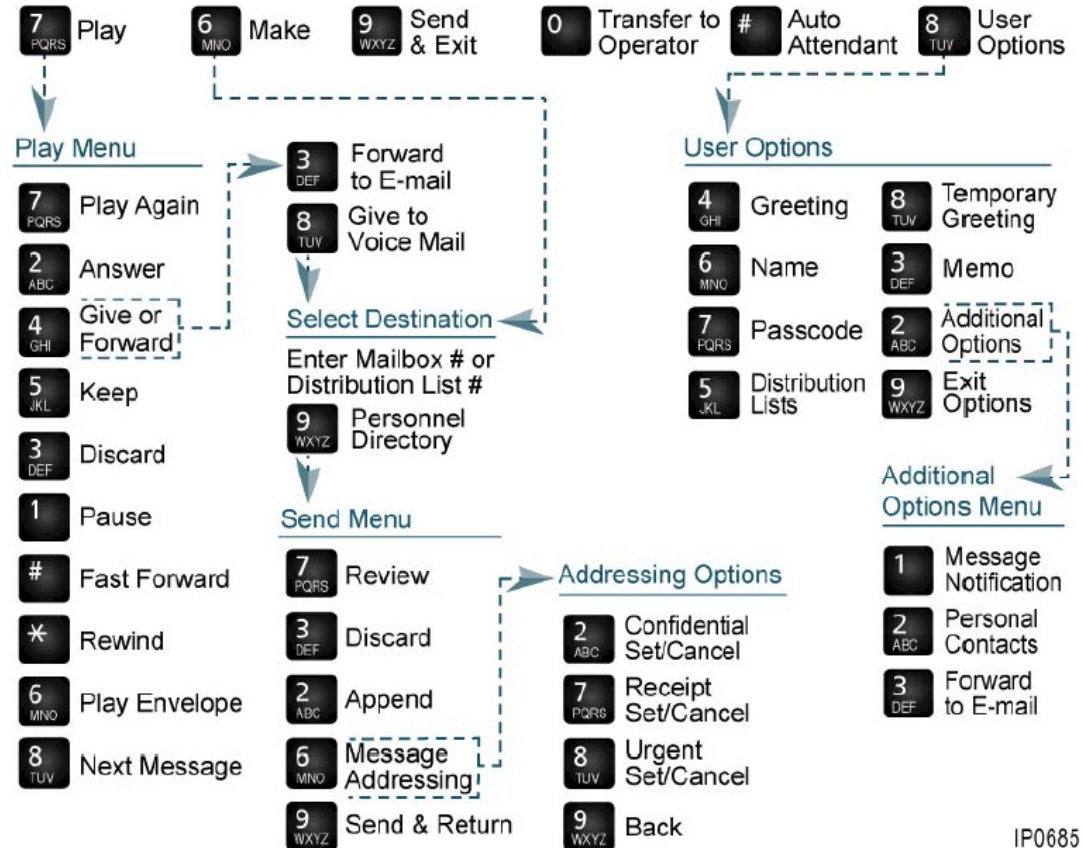 7 PQRS Play
6 MNO Make
9 WXYZ Send
& Exit
0 Transfer to
Operator
# Auto
Attendant
8 TUV User
Options
Play Menu
7 PQRS Play Again
2 ABC Answer
4 GHI Give or
Forward
5 JKL Keep
3 DEF Discard
1 Pause
# Fast Forward
* Rewind
6 MNO Play Envelope
8 TUV Next Message
3 DEF Forward
to E-mail
8 TUV Give to
Voice Mail
Select Destination
Enter Mailbox # or
Distribution List #
9 WXYZ Personnel
Directory
Send Menu
7 PQRS Review
3 DEF Discard
2 ABC Append
6 MNO Message
Addressing
9 WXYZ Send & Return
Addressing Options
2 ABC Confidential
Set/Cancel
7 PQRS Receipt
Set/Cancel
8 TUV Urgent
Set/Cancel
9 WXYZ Back
User Options
4 GHI Greeting
6 MNO Name
7 PQRS Passcode
5 JKL Distribution
Lists
8 TUV Temporary
Greeting
3 DEF Memo
2 ABC Additional
Options
9 WXYZ Exit
Options
Additional
Options Menu
1 Message
Notification
2 ABC Personal
Contacts
3 DEF Forward
to E-mail
IP0685